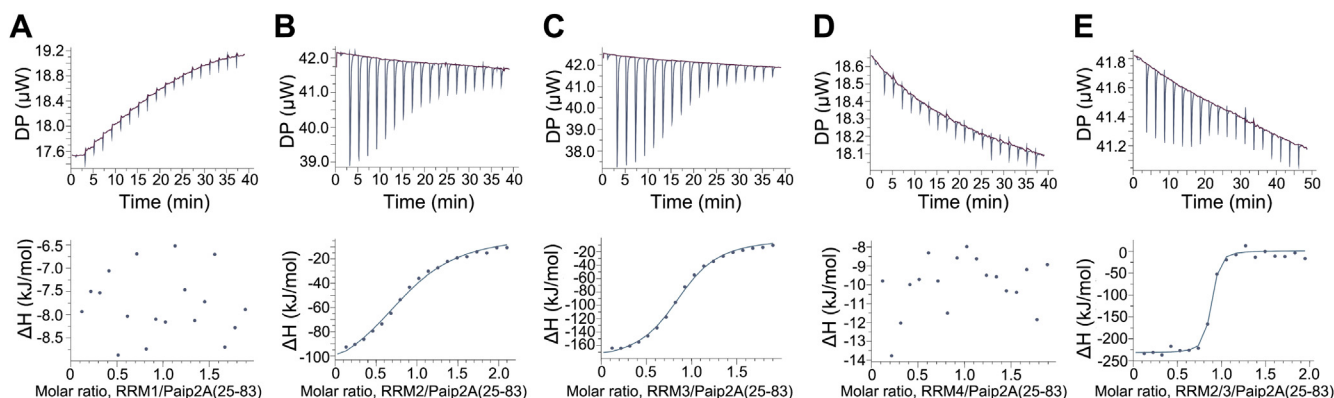 A
19.2
18.8
18.4
18.0
17.6
DP (µW)
0 5 10 15 20 25 30 35 40
Time (min)
-6.5
-7.0
-7.5
-8.0
-8.5
ΔH (kJ/mol)
0 0.5 1.0 1.5
Molar ratio, RRM1/Paip2A(25-83)
B
42.0
41.0
40.0
39.0
DP (µW)
0 5 10 15 20 25 30 35 40
Time (min)
-20
-40
-60
-80
-100
ΔH (kJ/mol)
0 0.5 1.0 1.5 2.0
Molar ratio, RRM2/Paip2A(25-83)
C
42.0
41.0
40.0
39.0
38.0
DP (µW)
0 5 10 15 20 25 30 35 40
Time (min)
-20
-40
-60
-80
-100
-120
-140
-160
ΔH (kJ/mol)
0 0.5 1.0 1.5
Molar ratio, RRM3/Paip2A(25-83)
D
18.6
18.5
18.4
18.3
18.2
18.1
DP (µW)
0 5 10 15 20 25 30 35 40
Time (min)
-8
-9
-10
-11
-12
-13
-14
ΔH (kJ/mol)
0 0.5 1.0 1.5
Molar ratio, RRM4/Paip2A(25-83)
E
41.8
41.6
41.4
41.2
DP (µW)
0 10 20 30 40 50
Time (min)
0
-50
-100
-150
-200
-250
ΔH (kJ/mol)
0 0.5 1.0 1.5 2.0
Molar ratio, RRM2/3/Paip2A(25-83)